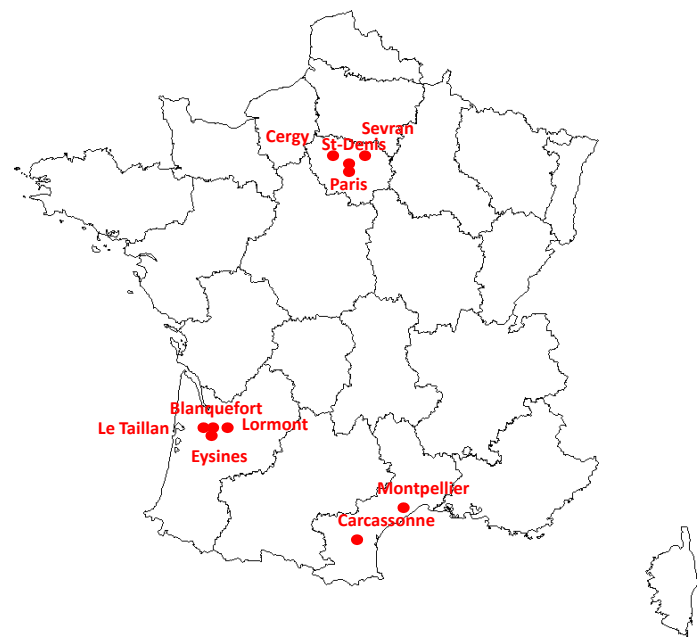 Sevran
Cergy
St-Denis
Paris
Blanquefort
Le Taillan
Lormont
Eysines
Montpellier
Carcassonne